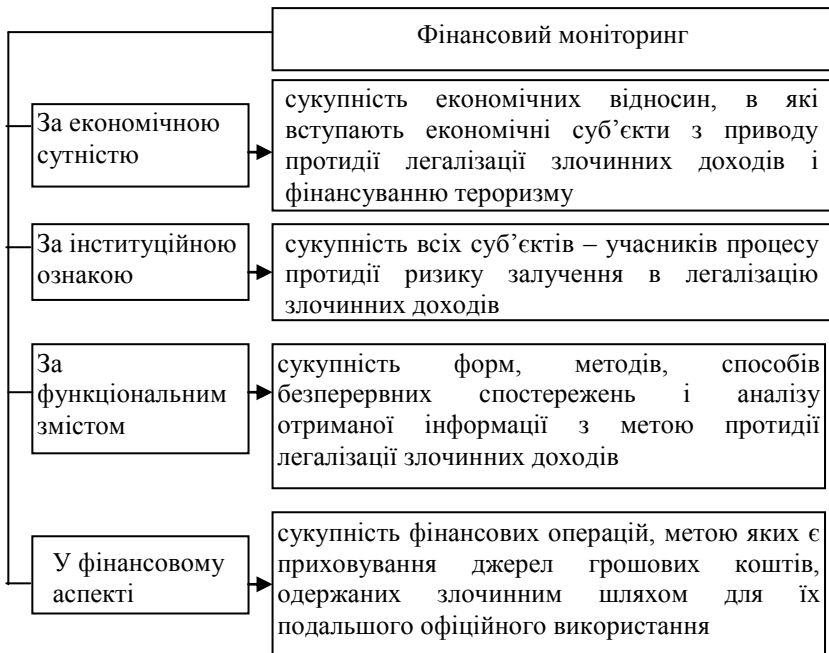 Фінансовий моніторинг
За економічною
сутністю
сукупність економічних відносин, в які
вступають економічні суб’єкти з приводу
протидії легалізації злочинних доходів і
фінансуванню тероризму
За інституційною
ознакою
сукупність всіх суб’єктів – учасників процесу
протидії ризику залучення в легалізацію
злочинних доходів
За
функціональним
змістом
сукупність форм, методів, способів
безперервних спостережень і аналізу
отриманої інформації з метою протидії
легалізації злочинних доходів
У фінансовому
аспекті
сукупність фінансових операцій, метою яких є
приховування джерел грошових коштів,
одержаних злочинним шляхом для їх
подальшого офіційного використання